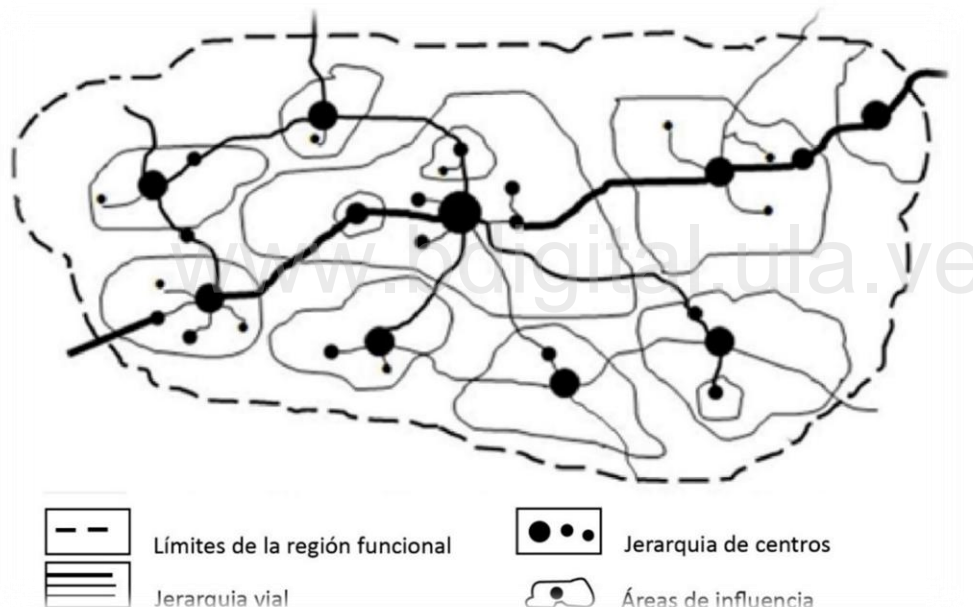 www.bdigital.ula.ve
Límites de la región funcional
Jerarquia de centros
Jerarquia vial
Áreas de influencia